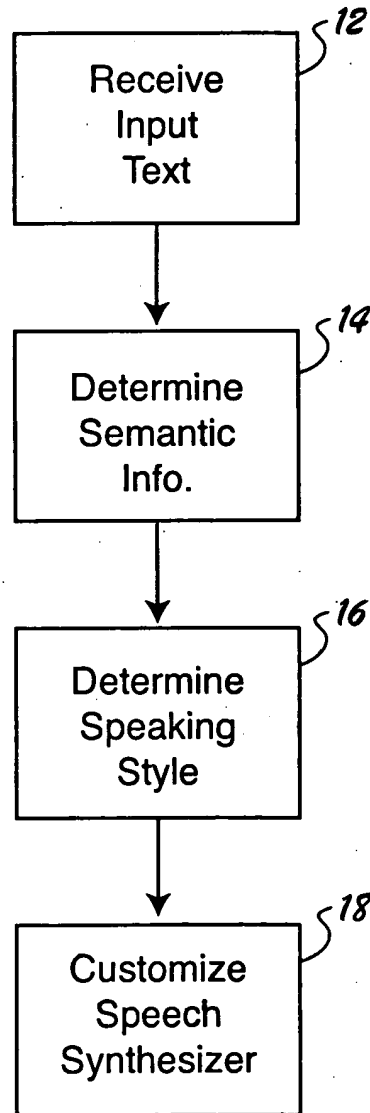 12
Receive
Input
Text
14
Determine
Semantic
Info.
16
Determine
Speaking
Style
18
Customize
Speech
Synthesizer